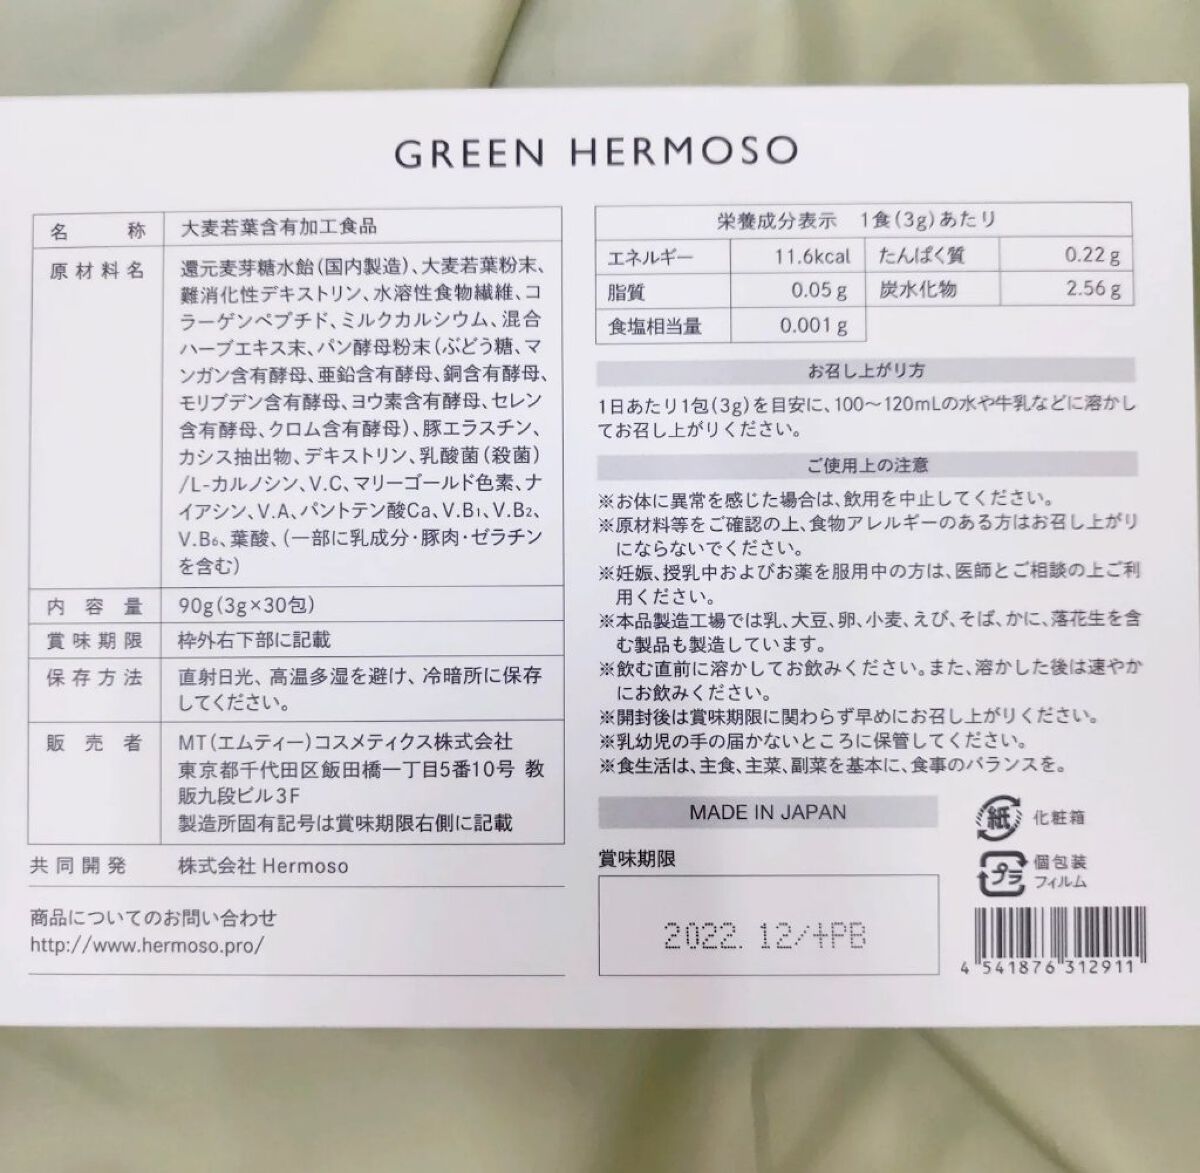 GREEN HERMOSO
名称 大麦若葉含有加工食品
原材料名 還元麦芽糖水飴(国内製造)、大麦若葉粉末、
難消化性デキストリン、水溶性食物繊維、コ
ラーゲンペプチド、ミルクカルシウム、混合
ハーブエキス末、パン酵母粉末(ぶどう糖、マ
ンガン含有酵母、亜鉛含有酵母、銅含有酵母、
モリブデン含有酵母、ヨウ素含有酵母、セレン
含有酵母、クロム含有酵母)、豚エラスチン、
カシス抽出物、デキストリン、乳酸菌(殺菌)
/L-カルノシン、V.C、マリーゴールド色素、ナ
イアシン、V.A、パントテン酸Ca、V.B₁、V.B₂、
V.B₆、葉酸、(一部に乳成分・豚肉・ゼラチン
を含む)
内容量 90g(3g×30包)
賞味期限 枠外右下部に記載
保存方法 直射日光、高温多湿を避け、冷暗所に保存
してください。
販売者 MT(エムティー)コスメティクス株式会社
東京都千代田区飯田橋一丁目5番10号 教
販九段ビル3F
製造所固有記号は賞味期限右側に記載
共同開発 株式会社 Hermoso
商品についてのお問い合わせ
http://www.hermoso.pro/
栄養成分表示 1食(3g)あたり
エネルギー 11.6kcal たんぱく質 0.22g
脂質 0.05g 炭水化物 2.56g
食塩相当量 0.001g
お召し上がり方
1日あたり1包(3g)を目安に、100〜120mLの水や牛乳などに溶かし
てお召し上がりください。
ご使用上の注意
※お体に異常を感じた場合は、飲用を中止してください。
※原材料等をご確認の上、食物アレルギーのある方はお召し上がり
にならないでください。
※妊娠、授乳中およびお薬を服用中の方は、医師とご相談の上ご利
用ください。
※本品製造工場では乳、大豆、卵、小麦、えび、そば、かに、落花生を含
む製品も製造しています。
※飲む直前に溶かしてお飲みください。また、溶かした後は速やか
にお飲みください。
※開封後は賞味期限に関わらず早めにお召し上がりください。
※乳幼児の手の届かないところに保管してください。
※食生活は、主食、主菜、副菜を基本に、食事のバランスを。
MADE IN JAPAN
賞味期限
2022. 12/+PB
紙 化粧箱
プラ 個包装
フィルム
4 541876 312911